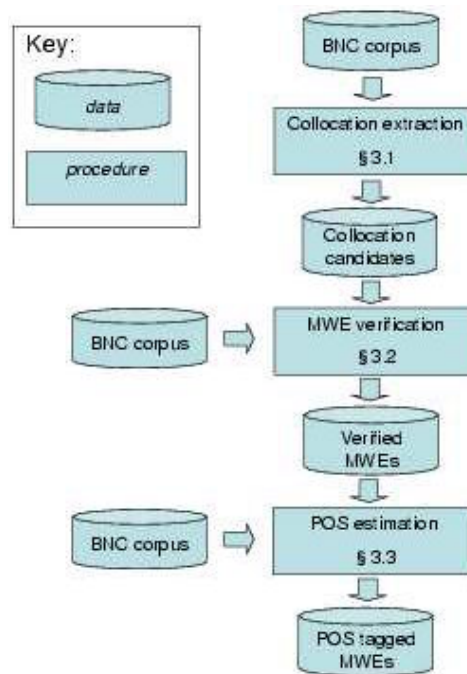 Key:
data
procedure
BNC corpus
Collocation extraction
§ 3.1
Collocation
candidates
BNC corpus
MWE verification
§ 3.2
Verified
MWEs
BNC corpus
POS estimation
§ 3.3
POS tagged
MWEs